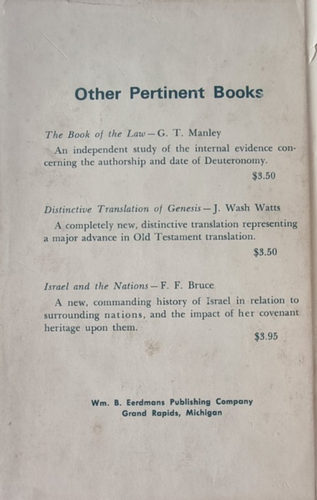 Other Pertinent Books
The Book of the Law — G. T. Manley
An independent study of the internal evidence con-
cerning the authorship and date of Deuteronomy.
$3.50
Distinctive Translation of Genesis — J. Wash Watts
A completely new, distinctive translation representing
a major advance in Old Testament translation.
$3.50
Israel and the Nations — F. F. Bruce
A new, commanding history of Israel in relation to
surrounding nations, and the impact of her covenant
heritage upon them.
$3.95
Wm. B. Eerdmans Publishing Company
Grand Rapids, Michigan